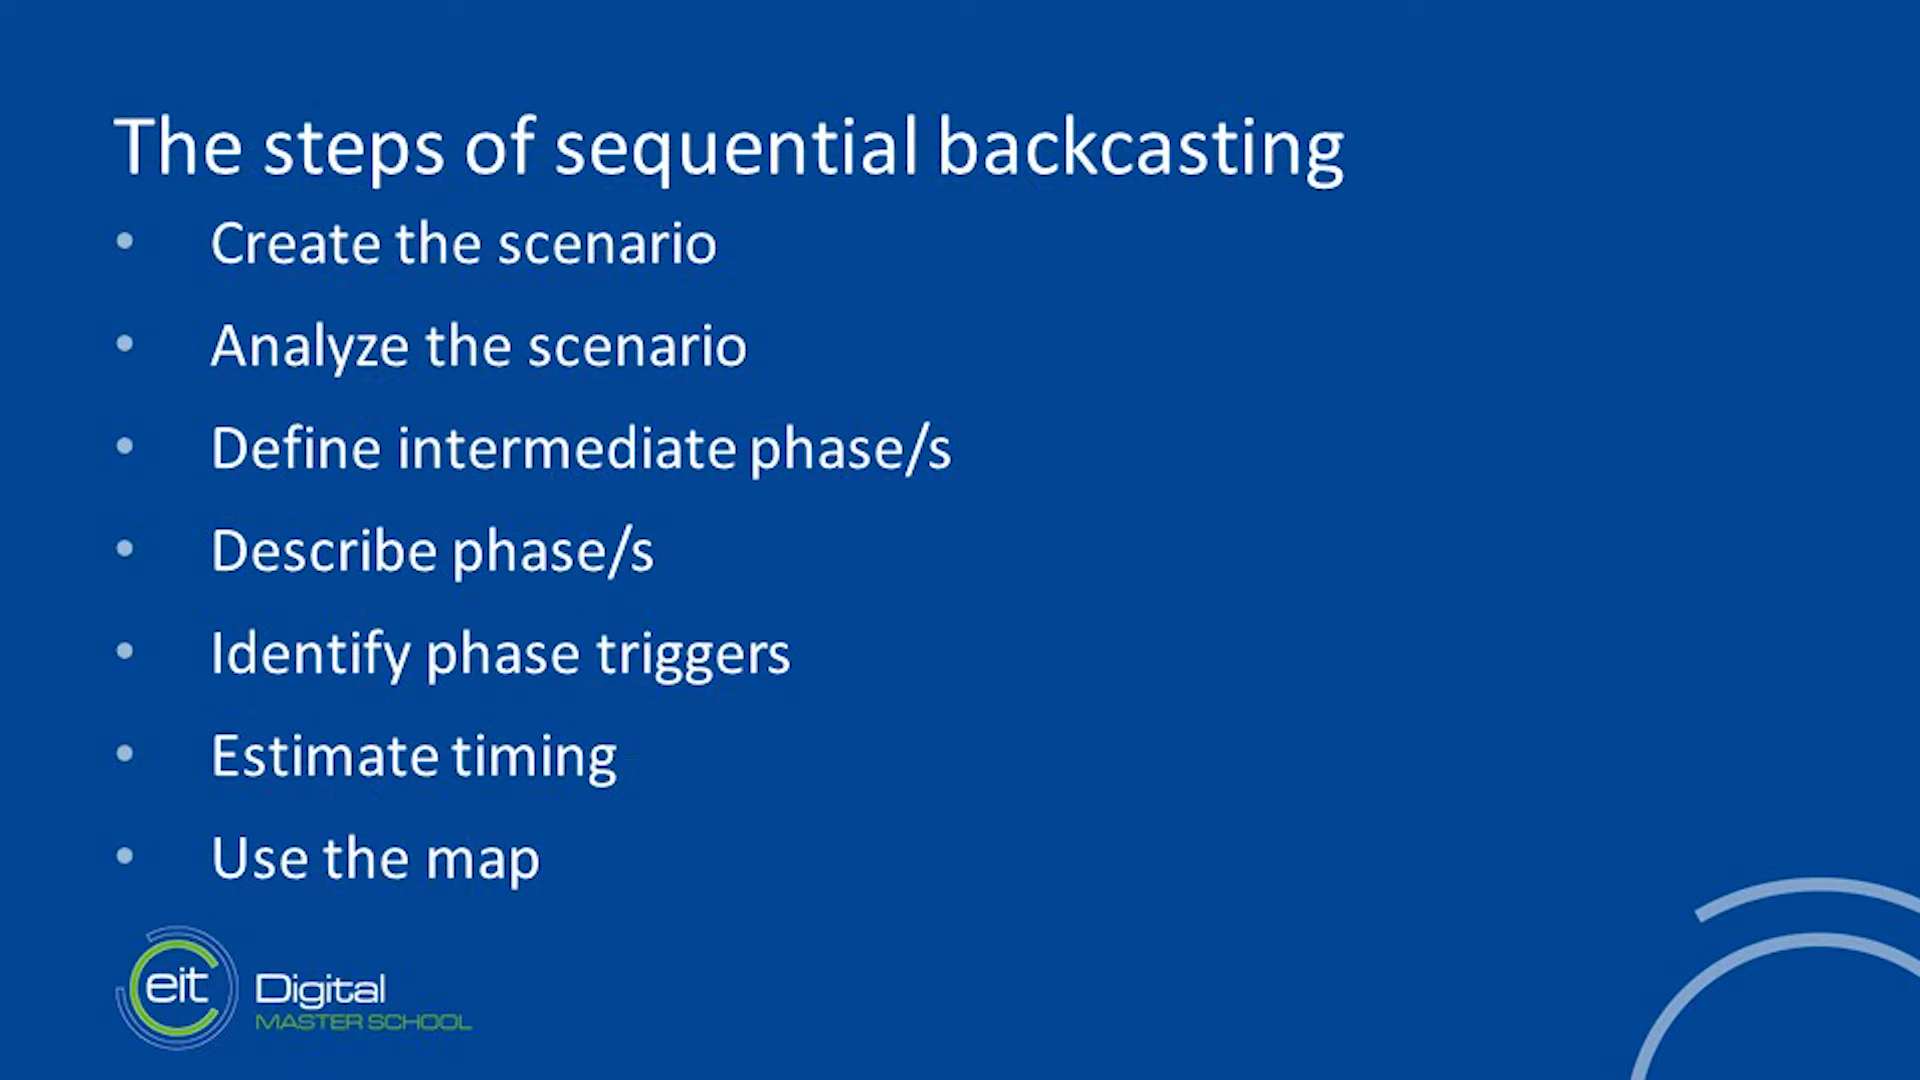 The steps of sequential backcasting
• Create the scenario
• Analyze the scenario
• Define intermediate phase/s
• Describe phase/s
• Identify phase triggers
• Estimate timing
• Use the map
eit Digital
MASTER SCHOOL